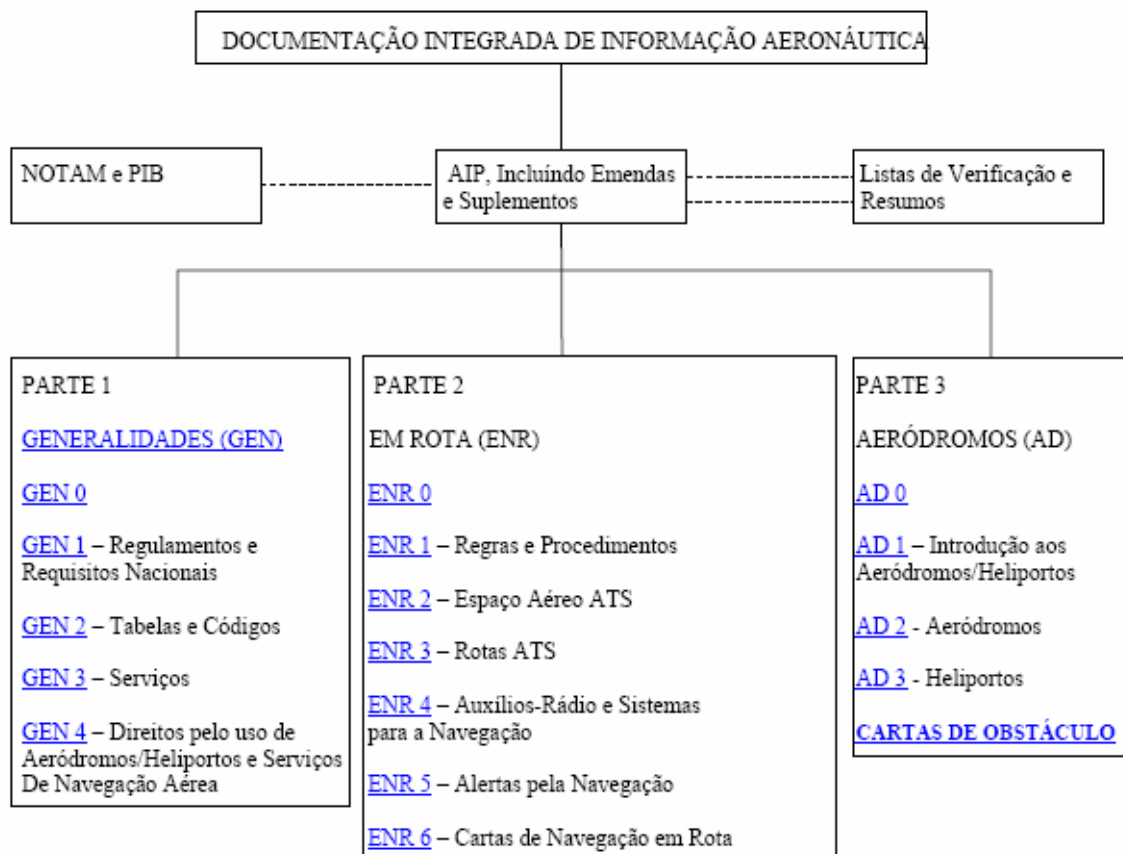 DOCUMENTAÇÃO INTEGRADA DE INFORMAÇÃO AERONÁUTICA
NOTAM e PIB
AIP, Incluíndo Emendas
e Suplementos
Listas de Verificação e
Resumos
PARTE 1
GENERALIDADES (GEN)
GEN 0
GEN 1 – Regulamentos e
Requisitos Nacionais
GEN 2 – Tabelas e Códigos
GEN 3 – Serviços
GEN 4 – Direitos pelo uso de
Aeródromos/Heliportos e Serviços
De Navegação Aérea
PARTE 2
EM ROTA (ENR)
ENR 0
ENR 1 – Regras e Procedimentos
ENR 2 – Espaço Aéreo ATS
ENR 3 – Rotas ATS
ENR 4 – Auxílios-Rádio e Sistemas
para a Navegação
ENR 5 – Alertas pela Navegação
ENR 6 – Cartas de Navegação em Rota
PARTE 3
AERÓDROMOS (AD)
AD 0
AD 1 – Introdução aos
Aeródromos/Heliportos
AD 2 - Aeródromos
AD 3 - Heliportos
CARTAS DE OBSTÁCULO